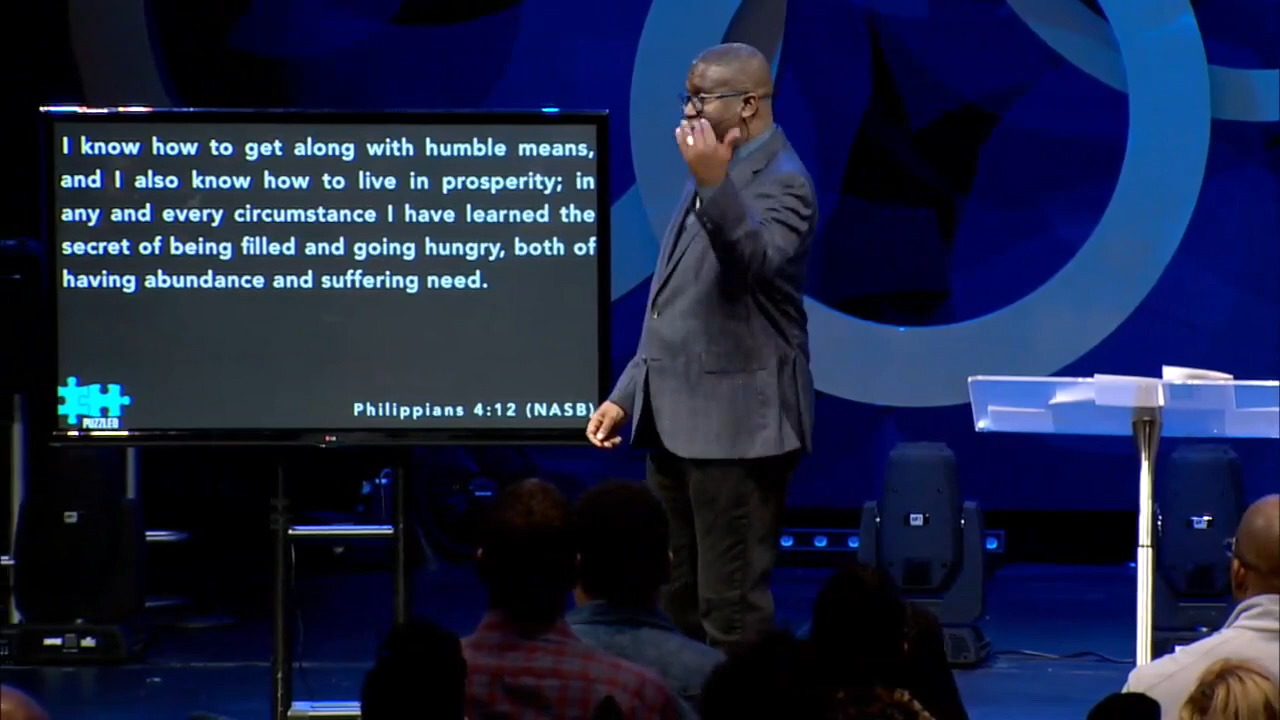 I know how to get along with humble means,
and I also know how to live in prosperity; in
any and every circumstance I have learned the
secret of being filled and going hungry, both of
having abundance and suffering need.
PUZZLED
Philippians 4:12 (NASB)